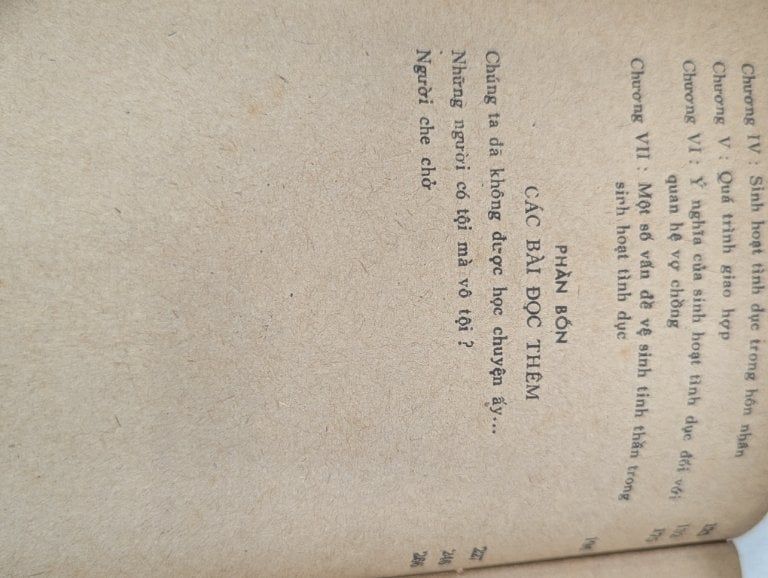 Chương IV : Sinh hoạt tình dục trong hôn nhân
Chương V : Quá trình giao hợp
Chương VI : Ý nghĩa của sinh hoạt tình dục đối với
quan hệ vợ chồng
Chương VII : Một số vấn đề vệ sinh tinh thần trong
sinh hoạt tình dục
PHẦN BỐN
CÁC BÀI ĐỌC THÊM
Chúng ta đã không được học chuyện ấy... 227
Những người có tội mà vô tội ? 248
Người che chở 286